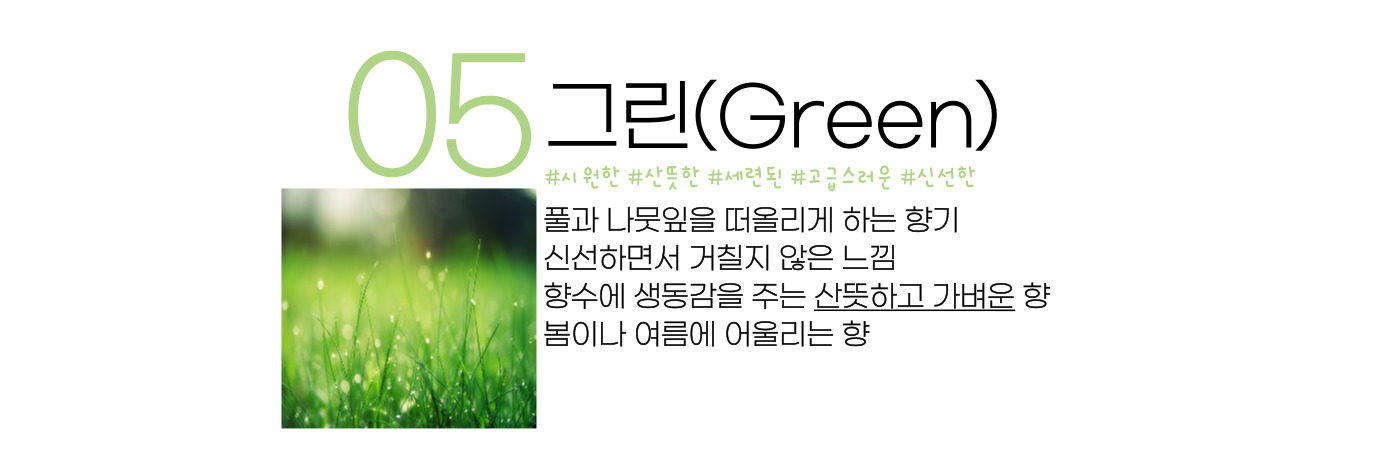 05
그린(Green)
#시원한 #산뜻한 #세련된 #고급스러운 #신선한
풀과 나뭇잎을 떠올리게 하는 향기
신선하면서 거칠지 않은 느낌
향수에 생동감을 주는 산뜻하고 가벼운 향
봄이나 여름에 어울리는 향